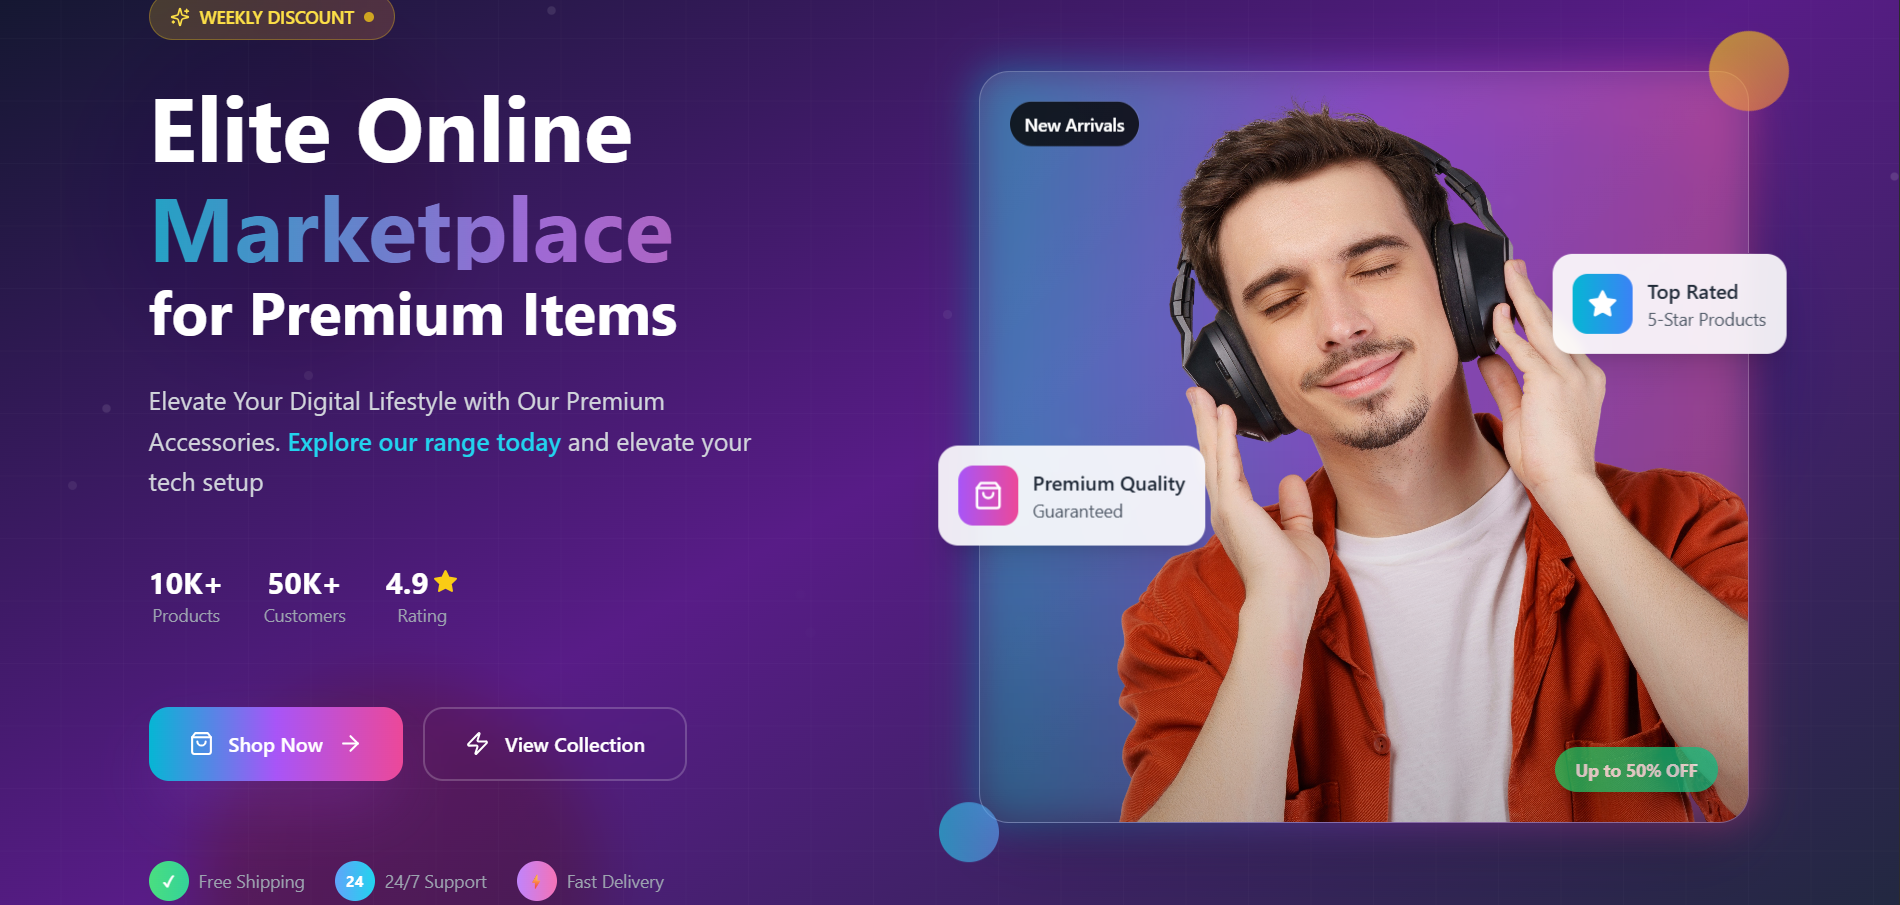 WEEKLY DISCOUNT
Elite Online
Marketplace
for Premium Items
Elevate Your Digital Lifestyle with Our Premium
Accessories. Explore our range today and elevate your
tech setup
10K+
Products
50K+
Customers
4.9
Rating
Shop Now
View Collection
Free Shipping
24
24/7 Support
Fast Delivery
New Arrivals
Top Rated
5-Star Products
Premium Quality
Guaranteed
Up to 50% OFF